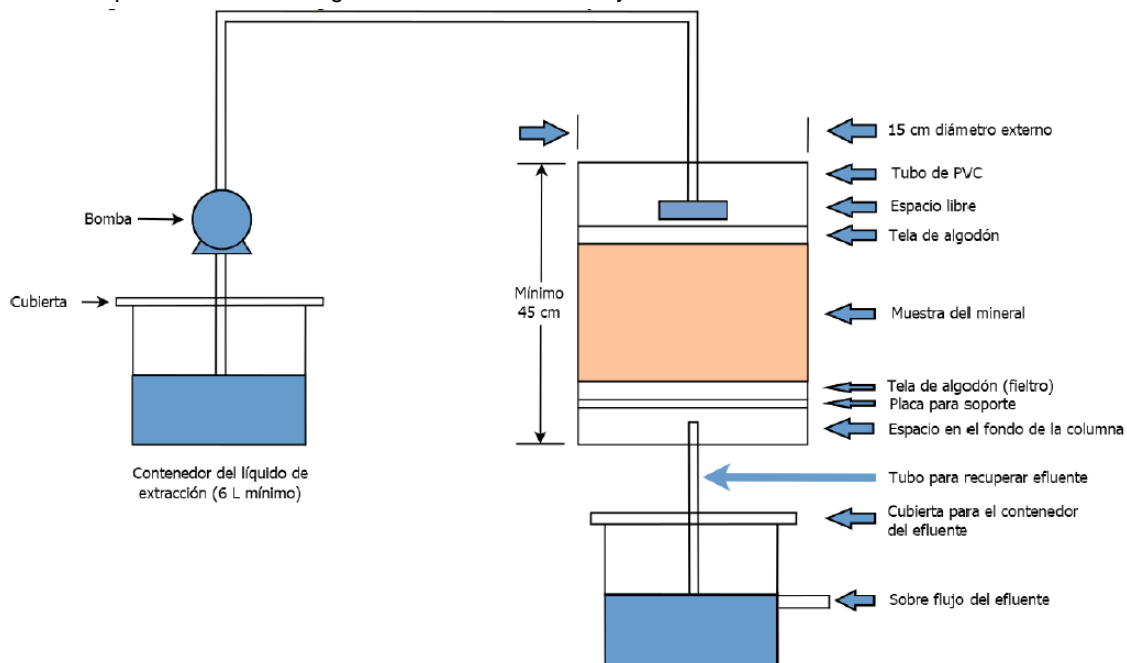 15 cm diámetro externo
Tubo de PVC
Espacio libre
Tela de algodón
Bomba
Cubierta
Mínimo
45 cm
Muestra del mineral
Tela de algodón (fieltro)
Placa para soporte
Espacio en el fondo de la columna
Contenedor del líquido de
extracción (6 L mínimo)
Tubo para recuperar efluente
Cubierta para el contenedor
del efluente
Sobre flujo del efluente